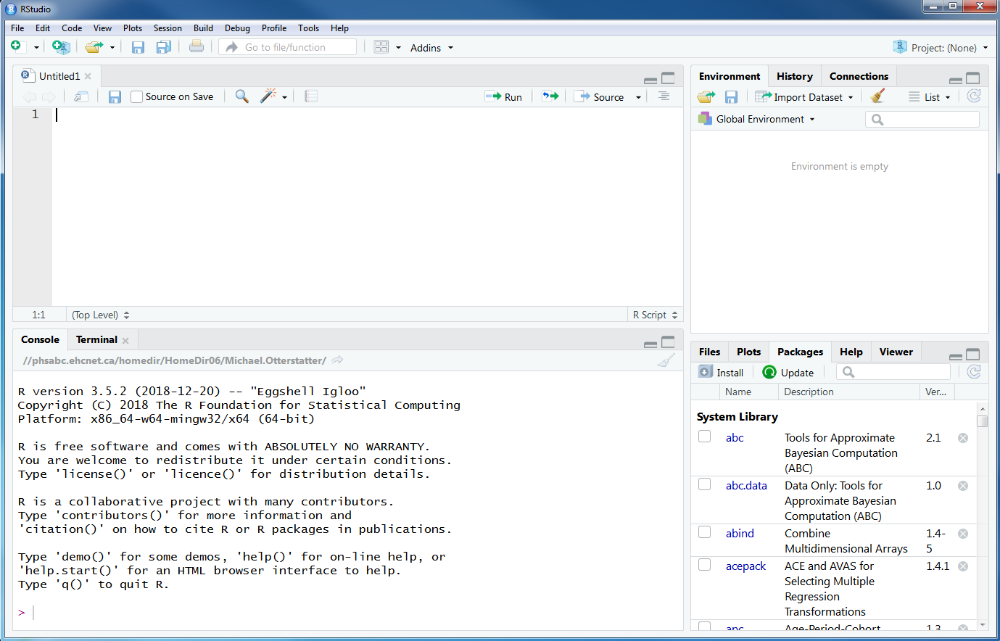 RStudio
File Edit Code View Plots Session Build Debug Profile Tools Help
Go to file/function Addins Project: (None)
Untitled1
Source on Save Run Source
1
1:1 (Top Level) R Script
Console Terminal
//phsabc.ehcnet.ca/homedir/HomeDir06/Michael.Otterstatter/
R version 3.5.2 (2018-12-20) -- "Eggshell Igloo"
Copyright (C) 2018 The R Foundation for Statistical Computing
Platform: x86_64-w64-mingw32/x64 (64-bit)
R is free software and comes with ABSOLUTELY NO WARRANTY.
You are welcome to redistribute it under certain conditions.
Type 'license()' or 'licence()' for distribution details.
R is a collaborative project with many contributors.
Type 'contributors()' for more information and
'citation()' on how to cite R or R packages in publications.
Type 'demo()' for some demos, 'help()' for on-line help, or
'help.start()' for an HTML browser interface to help.
Type 'q()' to quit R.
>
Environment History Connections
Import Dataset List
Global Environment
Environment is empty
Files Plots Packages Help Viewer
Install Update
Name Description Ver...
System Library
abc Tools for Approximate 2.1
Bayesian Computation
(ABC)
abc.data Data Only: Tools for 1.0
Approximate Bayesian
Computation (ABC)
abind Combine 1.4-
Multidimensional Arrays 5
acepack ACE and AVAS for 1.4.1
Selecting Multiple
Regression
Transformations
apc Age-Period-Cohort 1.3